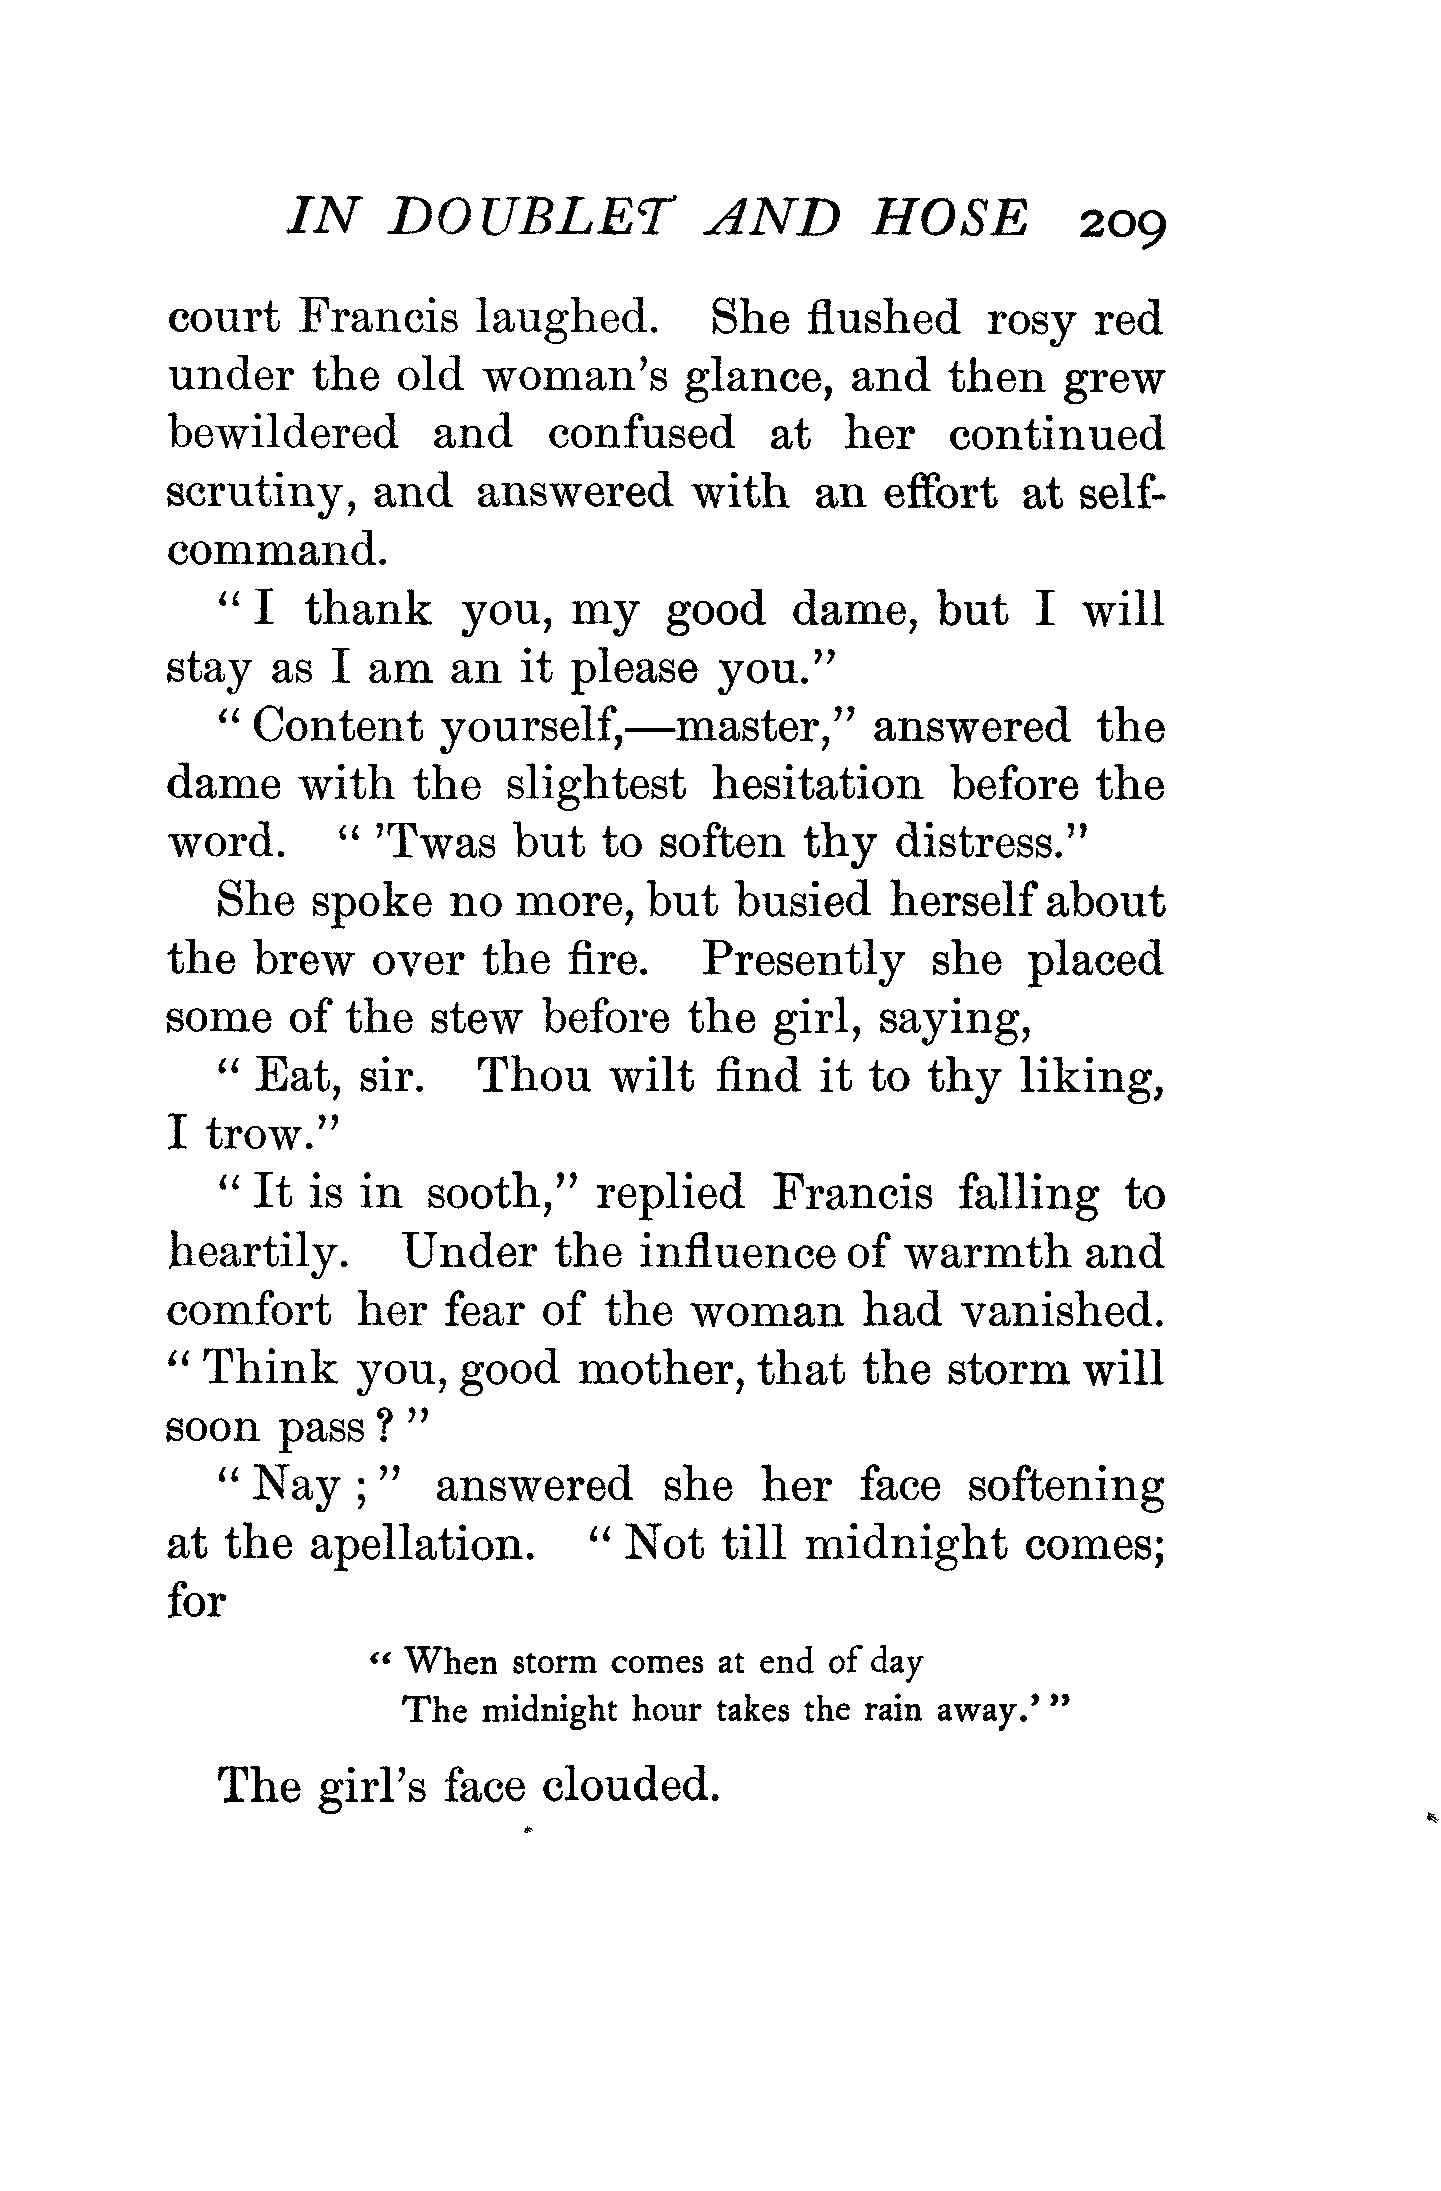 IN DOUBLET AND HOSE 209
court Francis laughed. She flushed rosy red
under the old woman's glance, and then grew
bewildered and confused at her continued
scrutiny, and answered with an effort at self-
command.
“I thank you, my good dame, but I will
stay as I am an it please you.”
“Content yourself,—master,” answered the
dame with the slightest hesitation before the
word. “’Twas but to soften thy distress.”
She spoke no more, but busied herself about
the brew over the fire. Presently she placed
some of the stew before the girl, saying,
“Eat, sir. Thou wilt find it to thy liking,
I trow.”
“It is in sooth,” replied Francis falling to
heartily. Under the influence of warmth and
comfort her fear of the woman had vanished.
“Think you, good mother, that the storm will
soon pass?”
“Nay;” answered she her face softening
at the apellation. “Not till midnight comes;
for
“When storm comes at end of day
The midnight hour takes the rain away.’”
The girl's face clouded.